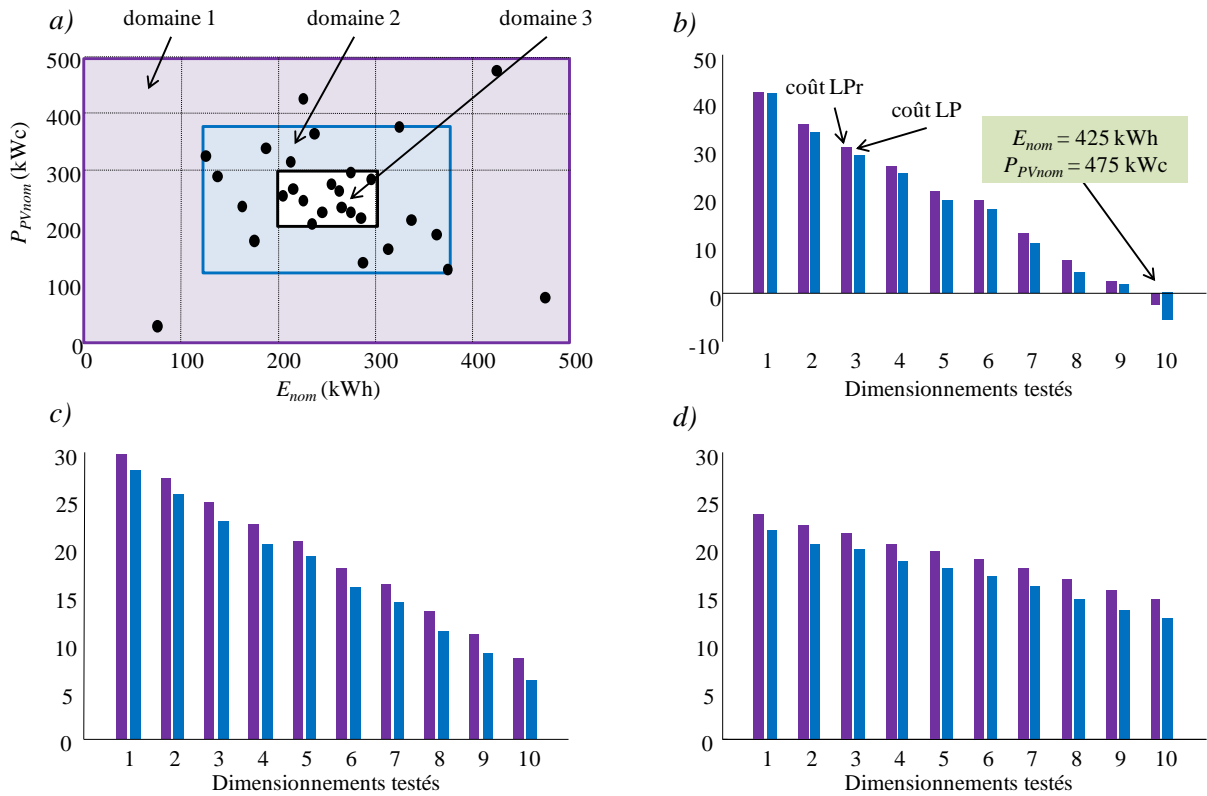 a)
domaine 1
domaine 2
domaine 3
P_PVnom (kWc)
500
400
300
200
100
0
0 100 200 300 400 500
E_nom (kWh)
b)
50
40
30
20
10
0
-10
coût LPr
coût LP
E_nom = 425 kWh
P_PVnom = 475 kWc
1 2 3 4 5 6 7 8 9 10
Dimensionnements testés
c)
30
25
20
15
10
5
0
1 2 3 4 5 6 7 8 9 10
Dimensionnements testés
d)
30
25
20
15
10
5
0
1 2 3 4 5 6 7 8 9 10
Dimensionnements testés